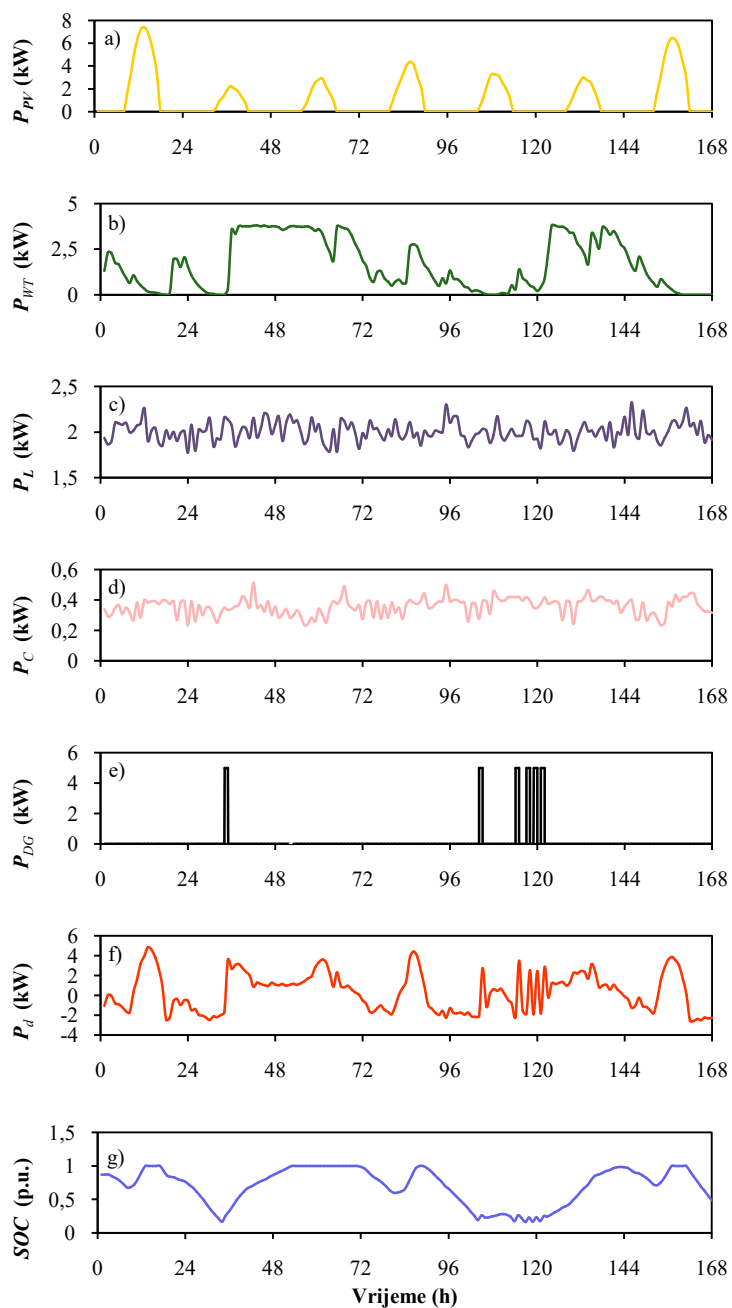 a)
P_PV (kW)
8
6
4
2
0
0 24 48 72 96 120 144 168
b)
P_WT (kW)
5
2,5
0
0 24 48 72 96 120 144 168
c)
P_L (kW)
2,5
2
1,5
0 24 48 72 96 120 144 168
d)
P_C (kW)
0,6
0,4
0,2
0
0 24 48 72 96 120 144 168
e)
P_DG (kW)
6
4
2
0
0 24 48 72 96 120 144 168
f)
P_d (kW)
6
4
2
0
-2
-4
0 24 48 72 96 120 144 168
g)
SOC (p.u.)
1,5
1
0,5
0
0 24 48 72 96 120 144 168
Vrijeme (h)